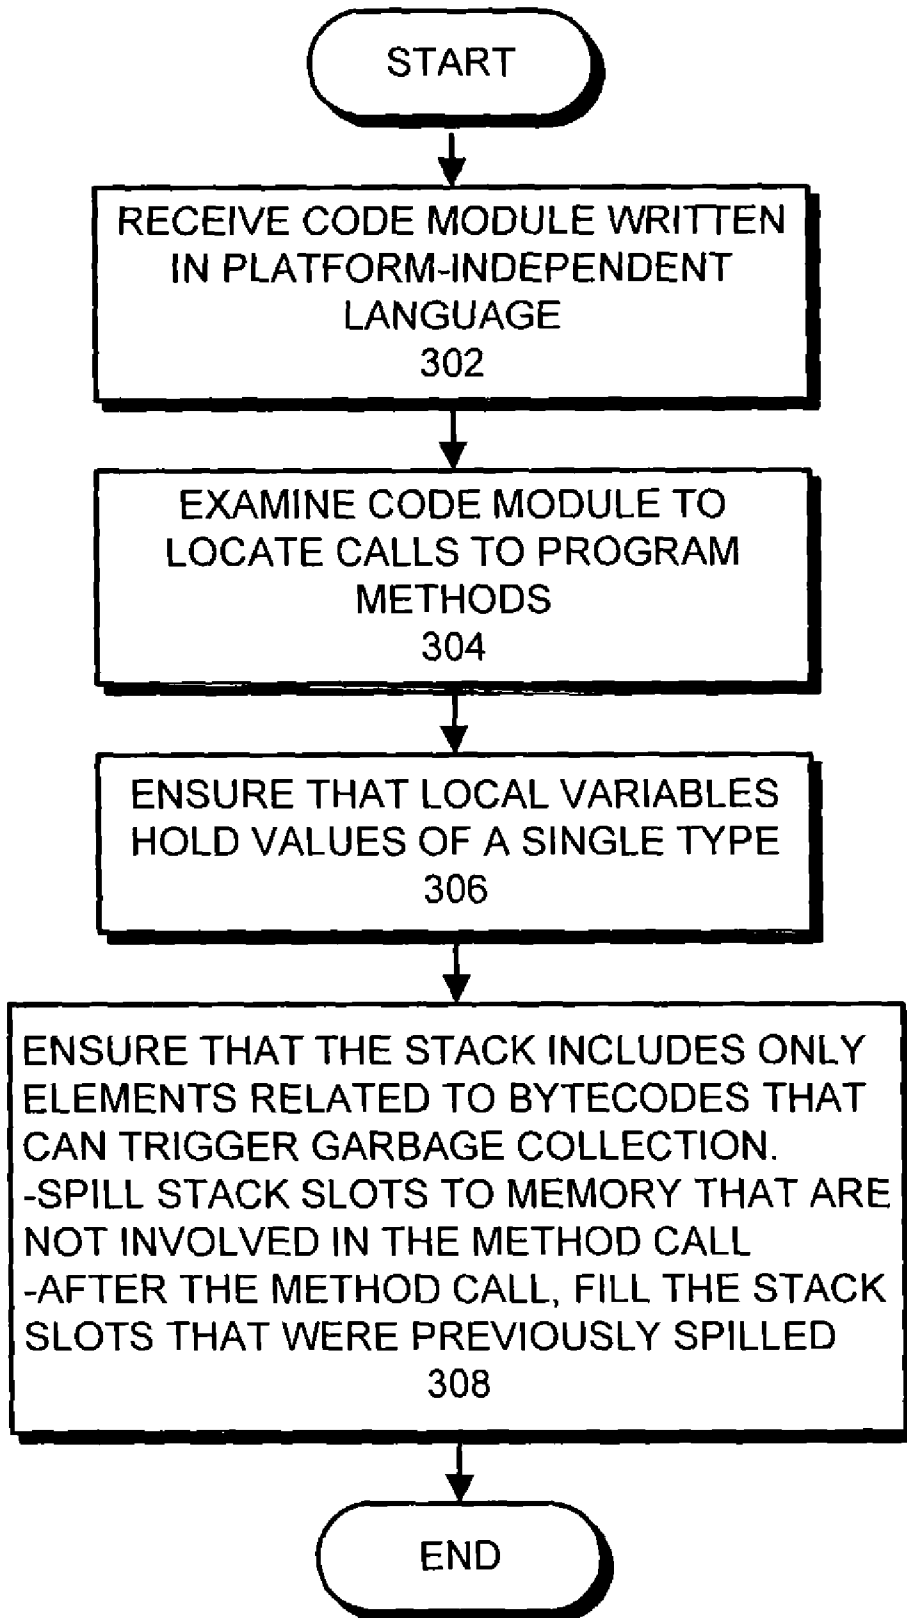 START
RECEIVE CODE MODULE WRITTEN
IN PLATFORM-INDEPENDENT
LANGUAGE
302
EXAMINE CODE MODULE TO
LOCATE CALLS TO PROGRAM
METHODS
304
ENSURE THAT LOCAL VARIABLES
HOLD VALUES OF A SINGLE TYPE
306
ENSURE THAT THE STACK INCLUDES ONLY
ELEMENTS RELATED TO BYTECODES THAT
CAN TRIGGER GARBAGE COLLECTION.
-SPILL STACK SLOTS TO MEMORY THAT ARE
NOT INVOLVED IN THE METHOD CALL
-AFTER THE METHOD CALL, FILL THE STACK
SLOTS THAT WERE PREVIOUSLY SPILLED
308
END